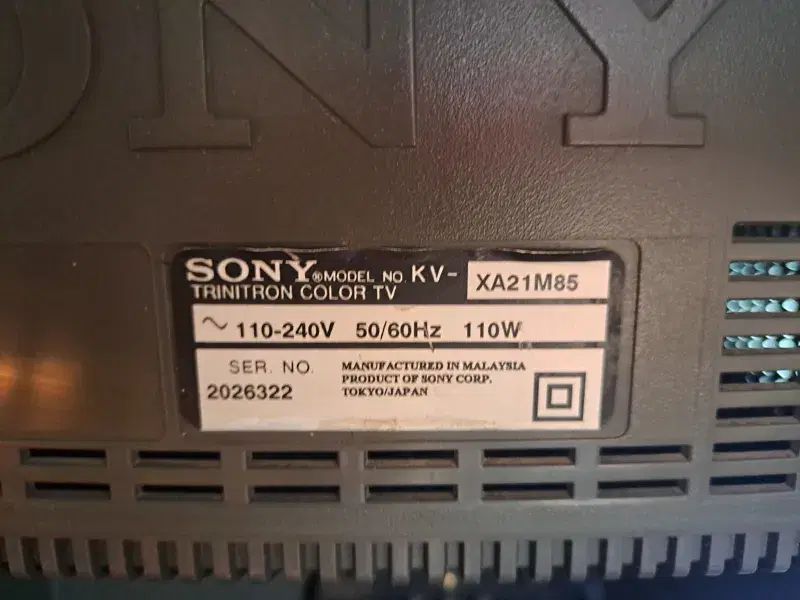 SONY
SONY® MODEL NO. KV- XA21M85
TRINITRON COLOR TV
~ 110-240V 50/60Hz 110W
SER. NO.
2026322
MANUFACTURED IN MALAYSIA
PRODUCT OF SONY CORP.
TOKYO/JAPAN